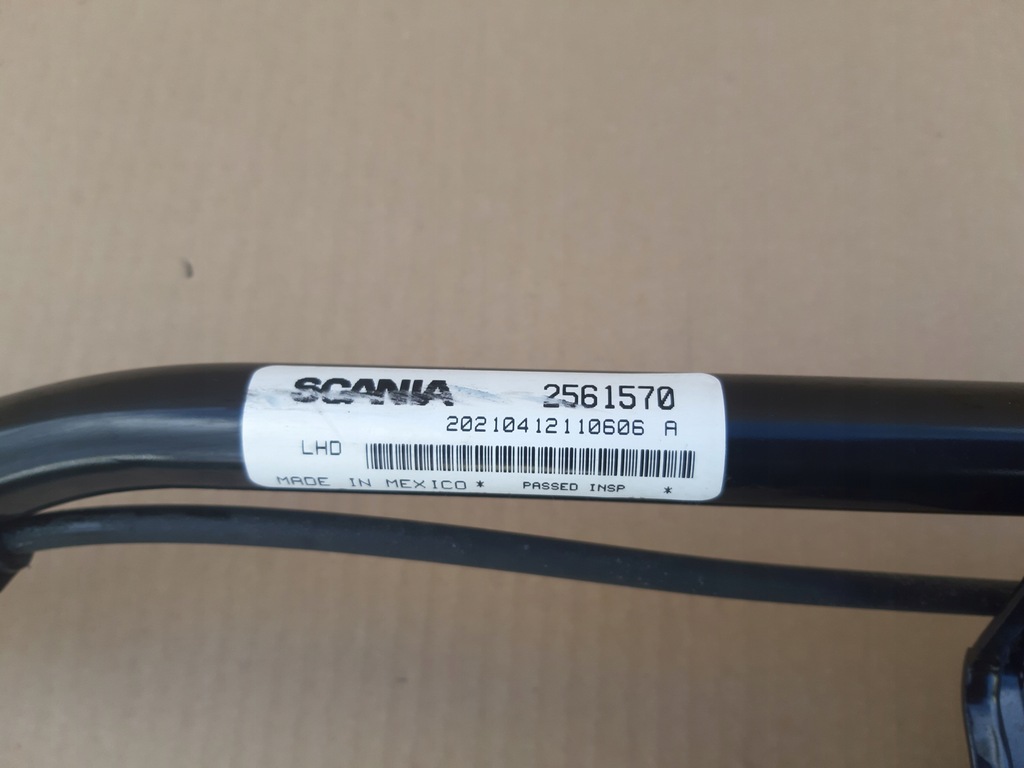 SCANIA 2561570
20210412110606 A
LHD
MADE IN MEXICO * PASSED INSP *